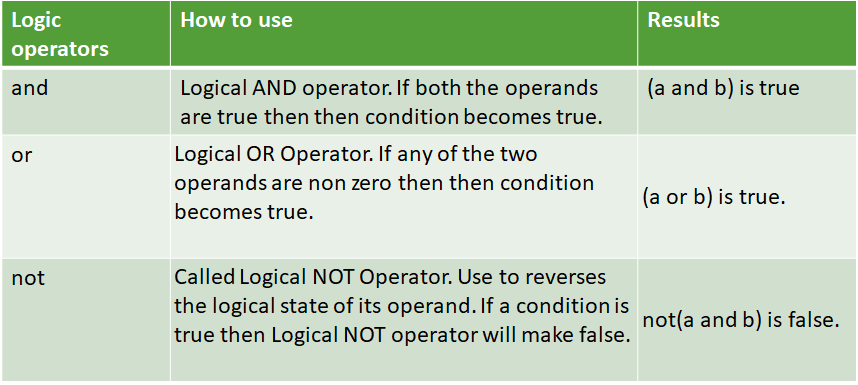 Logic
operators
How to use
Results
and
Logical AND operator. If both the operands
are true then then condition becomes true.
(a and b) is true
or
Logical OR Operator. If any of the two
operands are non zero then then condition
becomes true.
(a or b) is true.
not
Called Logical NOT Operator. Use to reverses
the logical state of its operand. If a condition is
true then Logical NOT operator will make false.
not(a and b) is false.